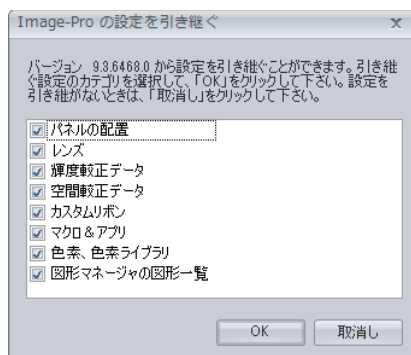 Image-Pro の設定を引き継ぐ
バージョン 9.3.6468.0 から設定を引き継ぐことができます。引き継
ぐ設定のカテゴリを選択して、「OK」をクリックして下さい。設定を
引き継がないときは、「取消し」をクリックして下さい。
パネルの配置
レンズ
輝度較正データ
空間較正データ
カスタムリボン
マクロ & アプリ
色素、色素ライブラリ
図形マネージャの図形一覧
OK 取消し